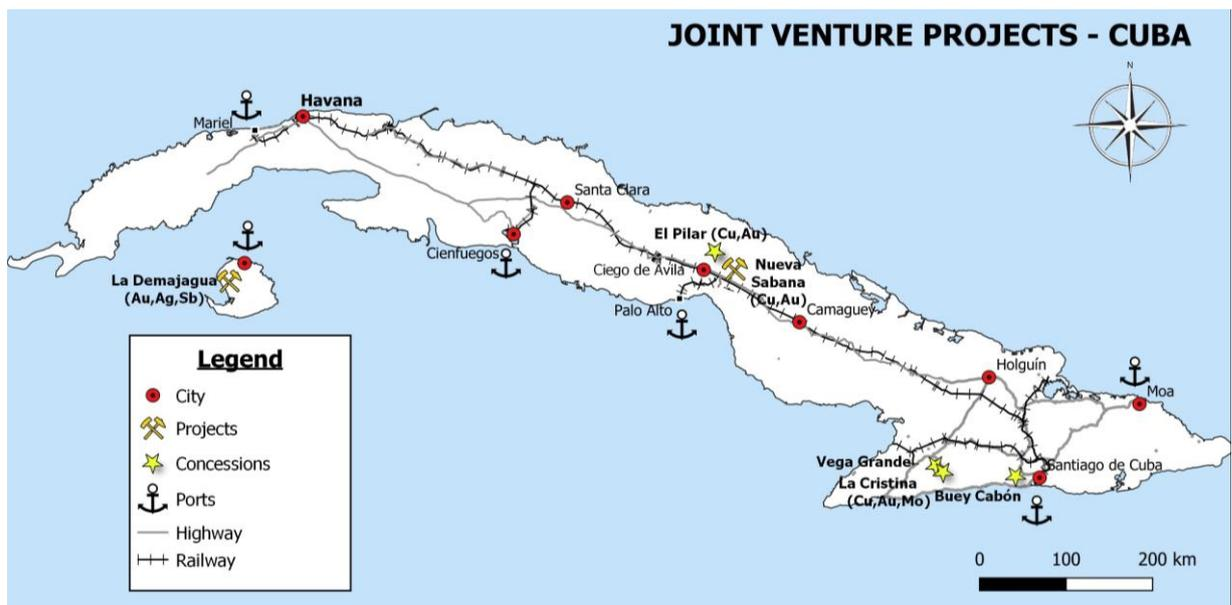 JOINT VENTURE PROJECTS - CUBA
N
Havana
Mariel
Santa Clara
El Pilar (Cu,Au)
Cienfuegos
Ciego de Ávila
Nueva
Sabana
(Cu,Au)
La Demajagua
(Au,Ag,Sb)
Palo Alto
Camaguey
Legend
City
Projects
Concessions
Ports
Highway
Railway
Holguín
Moa
Vega Grande
La Cristina
(Cu,Au,Mo)
Buey Cabón
Santiago de Cuba
0 100 200 km